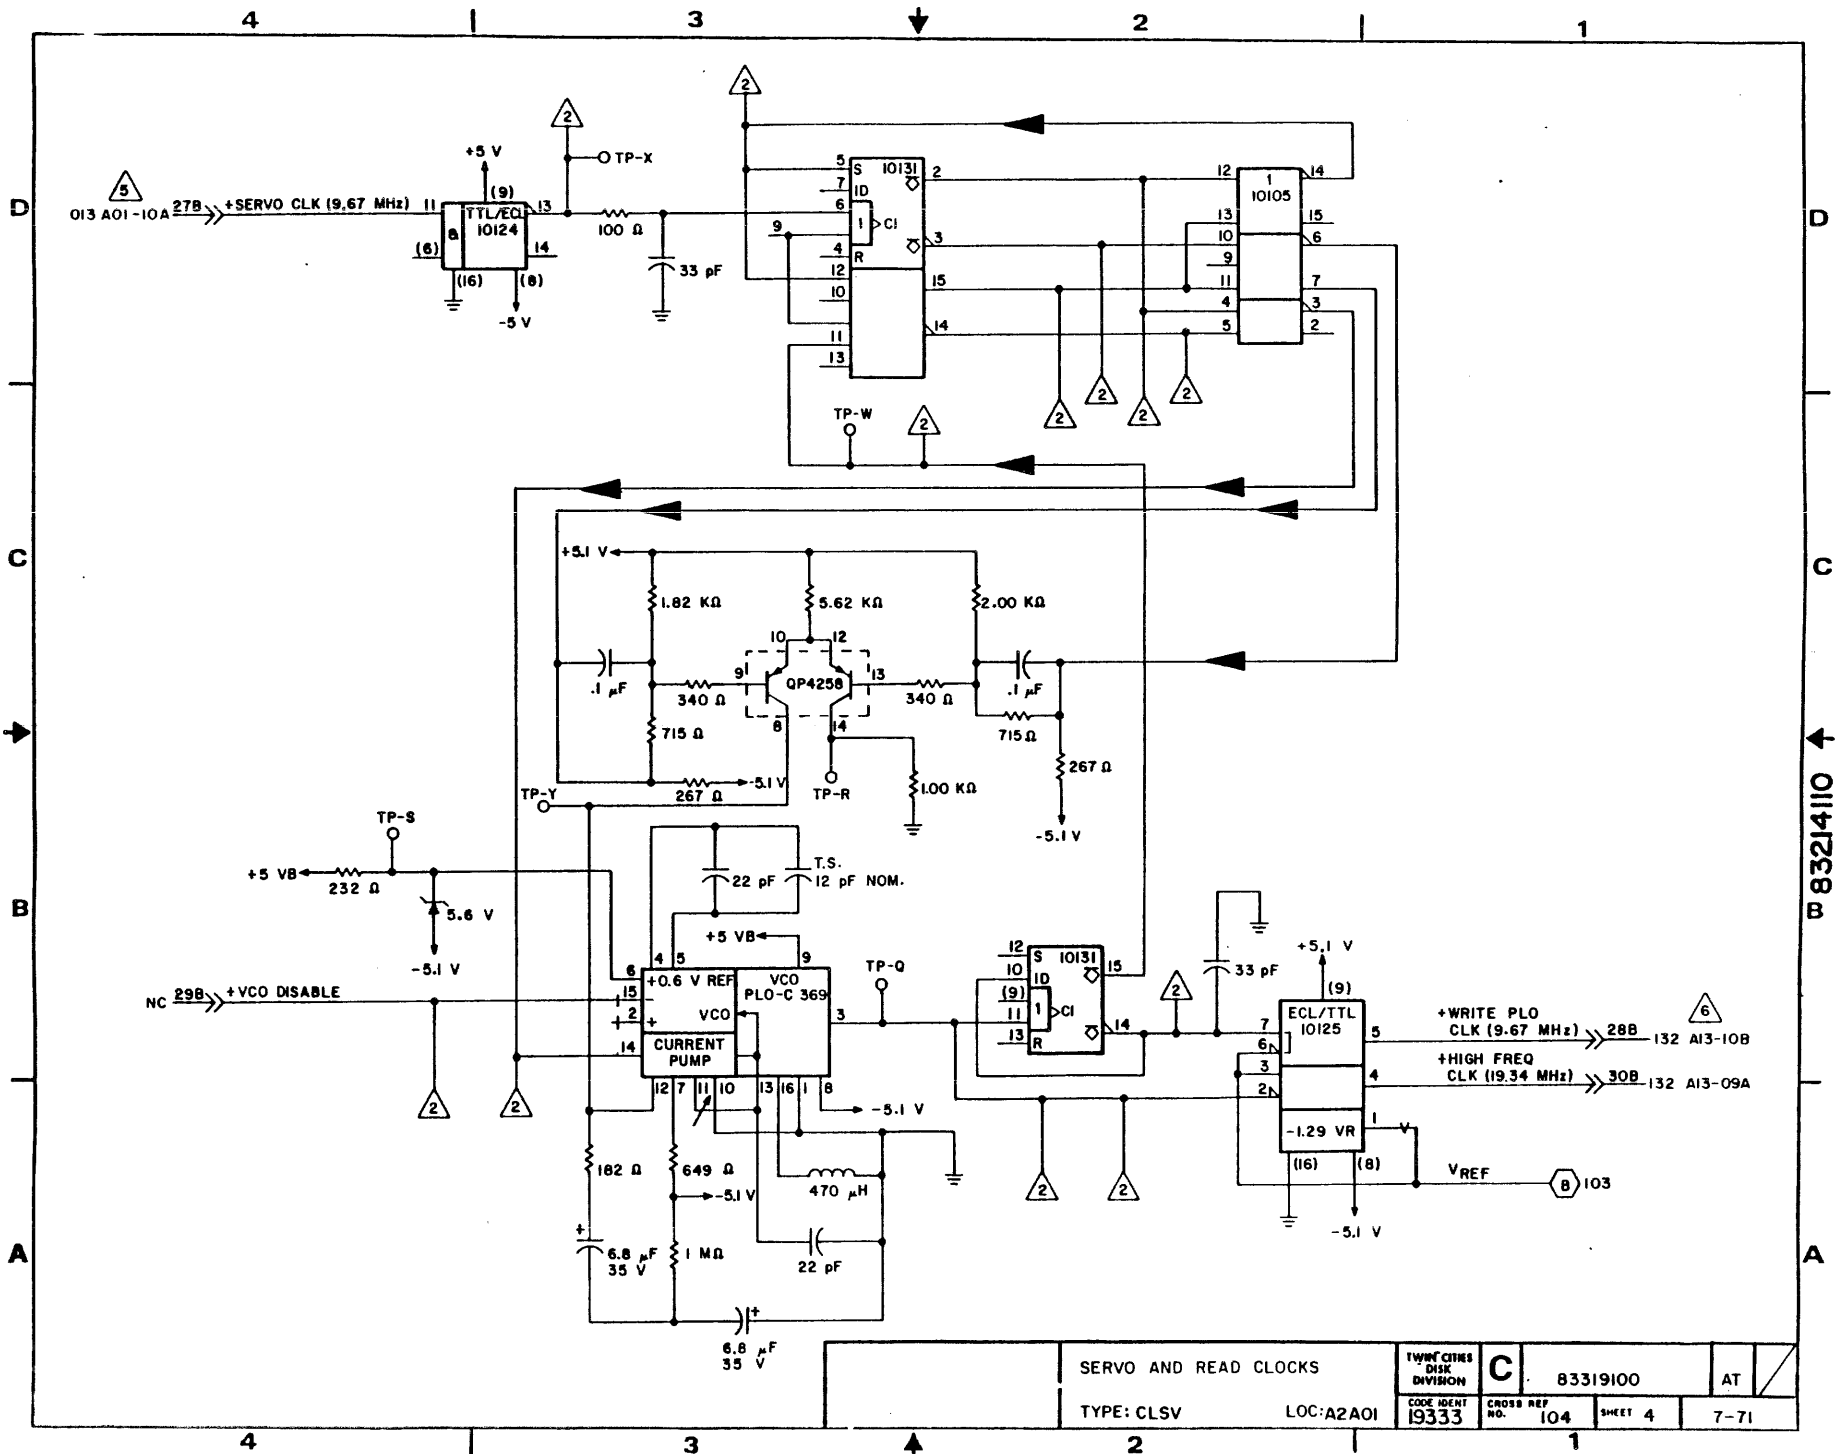 4 3 2 1
2
2
+5 V
TP-X
5
013 A01-10A 27B +SERVO CLK (9.67 MHz) 11
(9)
TTL/ECL 13
10124
&
(6) 14
(16) (8)
-5 V
100 Ω
33 pF
5 S 10131 2
7 ID
6
9 1 CI 3
4 R
12 15
10
14
11
13
12 1 14
10105
13 15
10 6
9
11 7
4 3
5 2
D D
2 2 2 2
TP-W
2
C C
+5.1 V
1.82 KΩ 5.62 KΩ 2.00 KΩ
10 12
9 QP4258 13
.1 µF 340 Ω 340 Ω .1 µF
8 14
715 Ω 715 Ω
267 Ω -5.1 V
TP-Y TP-R 1.00 KΩ 267 Ω
-5.1 V
TP-S
+5 VB 232 Ω
5.6 V
-5.1 V
22 pF
T.S.
12 pF NOM.
+5 VB
83214110
B B
4 5 9
6 +0.6 V REF VCO
PLO-C 369
NC 29B +VCO DISABLE 15 -
2 + VCO 3
14 CURRENT
PUMP
12 7 11 10 13 16 1 8
-5.1 V
TP-Q
12 S 10131
10 ID 15
(9)
11 1 CI 14
13 R
2
33 pF
+5.1 V
(9)
7 ECL/TTL 5
10125
6
3
2 4
-1.29 VR 1 V
(16) (8)
-5.1 V
+WRITE PLO
CLK (9.67 MHz) 28B 132 A13-10B
6
+HIGH FREQ
CLK (19.34 MHz) 30B 132 A13-09A
VREF B 103
2 2 2 2
182 Ω 649 Ω
-5.1 V
470 µH
+
6.8 µF
35 V
1 MΩ
22 pF
+
6.8 µF
35 V
A A
SERVO AND READ CLOCKS
TYPE: CLSV LOC: A2A01
TWIN CITIES
DISK
DIVISION
C 83319100 AT
CODE IDENT
19333
CROSS REF
NO. 104
SHEET 4
7-71
4 3 2 1